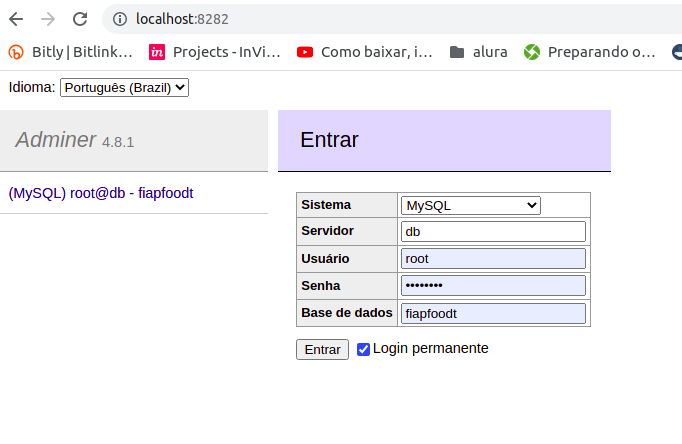 localhost:8282
Bitly | Bitlink... Projects - InVi... Como baixar, i... alura Preparando o...
Idioma: Português (Brazil)
Adminer 4.8.1
(MySQL) root@db - fiapfoodt
Entrar
Sistema MySQL
Servidor db
Usuário root
Senha ••••••••
Base de dados fiapfoodt
Entrar Login permanente